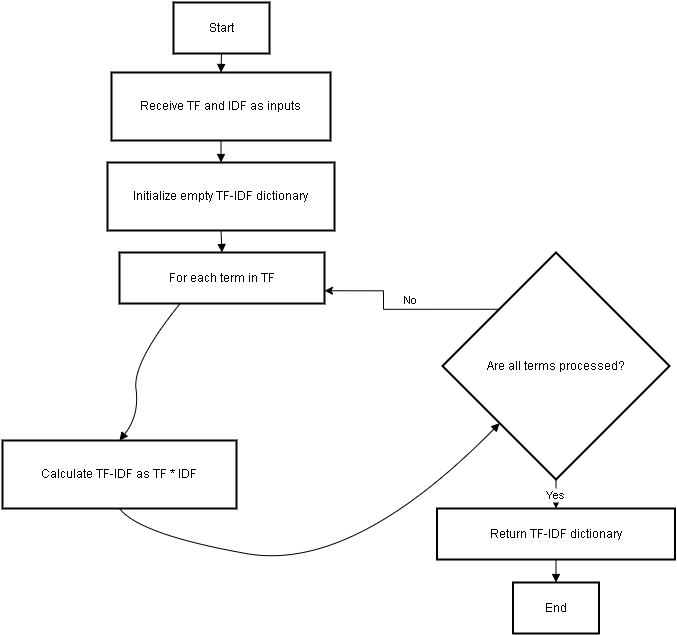 Start
Receive TF and IDF as inputs
Initialize empty TF-IDF dictionary
For each term in TF
No
Are all terms processed?
Calculate TF-IDF as TF * IDF
Yes
Return TF-IDF dictionary
End